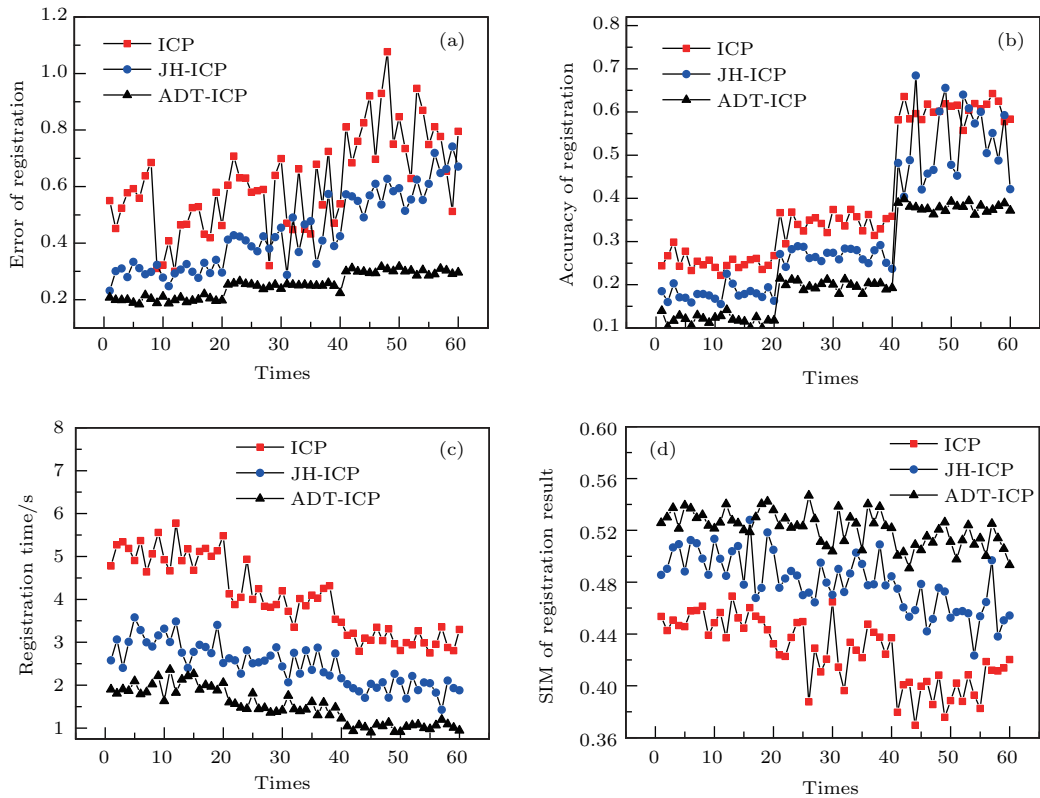 (a)
ICP
JH-ICP
ADT-ICP
Error of registration
1.2
1.0
0.8
0.6
0.4
0.2
0 10 20 30 40 50 60
Times
(b)
ICP
JH-ICP
ADT-ICP
Accuracy of registration
0.8
0.7
0.6
0.5
0.4
0.3
0.2
0.1
0 10 20 30 40 50 60
Times
(c)
ICP
JH-ICP
ADT-ICP
Registration time/s
8
7
6
5
4
3
2
1
0 10 20 30 40 50 60
Times
(d)
ICP
JH-ICP
ADT-ICP
SIM of registration result
0.60
0.56
0.52
0.48
0.44
0.40
0.36
0 10 20 30 40 50 60
Times